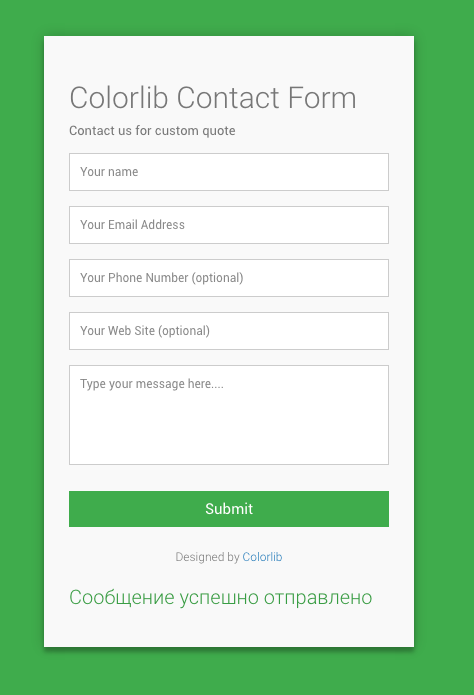 Colorlib Contact Form
Contact us for custom quote
Your name
Your Email Address
Your Phone Number (optional)
Your Web Site (optional)
Type your message here....
Submit
Designed by Colorlib
Сообщение успешно отправлено